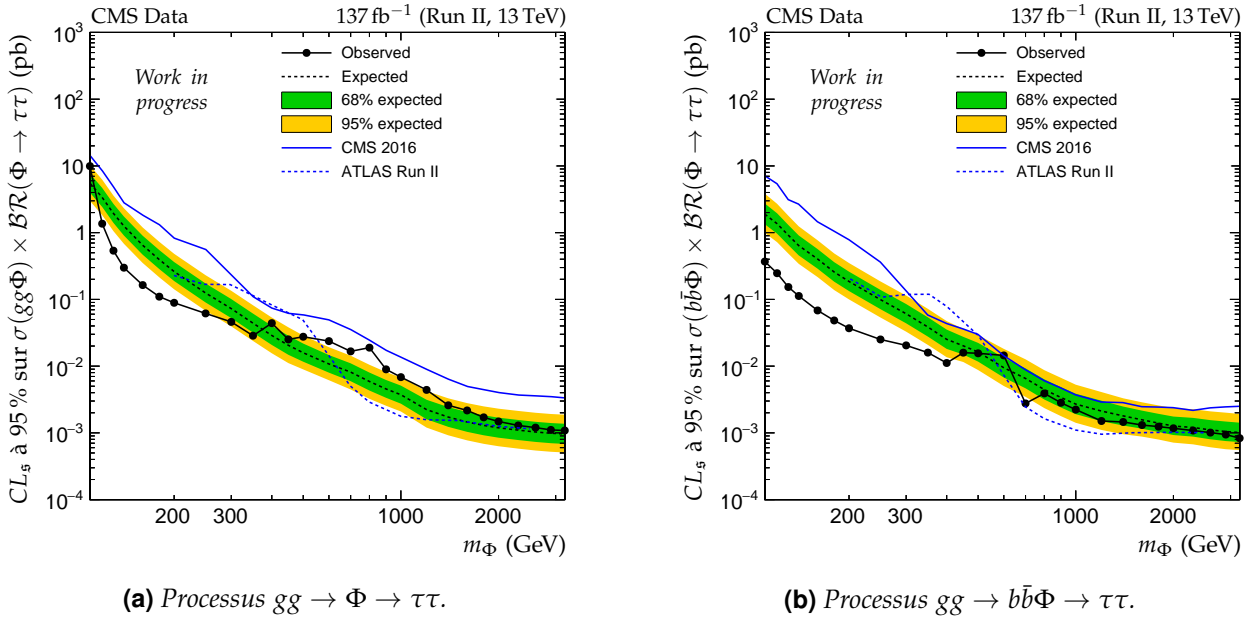 CMS Data 137 fb⁻¹ (Run II, 13 TeV)
CL𝔰 à 95 % sur σ(ggΦ) × 𝓑𝓡(Φ → ττ) (pb)
10³
10²
10
1
10⁻¹
10⁻²
10⁻³
10⁻⁴
Work in
progress
Observed
Expected
68% expected
95% expected
CMS 2016
ATLAS Run II
200 300 1000 2000
m_Φ (GeV)
(a) Processus gg → Φ → ττ.
CMS Data 137 fb⁻¹ (Run II, 13 TeV)
CL𝔰 à 95 % sur σ(bb̄Φ) × 𝓑𝓡(Φ → ττ) (pb)
10³
10²
10
1
10⁻¹
10⁻²
10⁻³
10⁻⁴
Work in
progress
Observed
Expected
68% expected
95% expected
CMS 2016
ATLAS Run II
200 300 1000 2000
m_Φ (GeV)
(b) Processus gg → bb̄Φ → ττ.